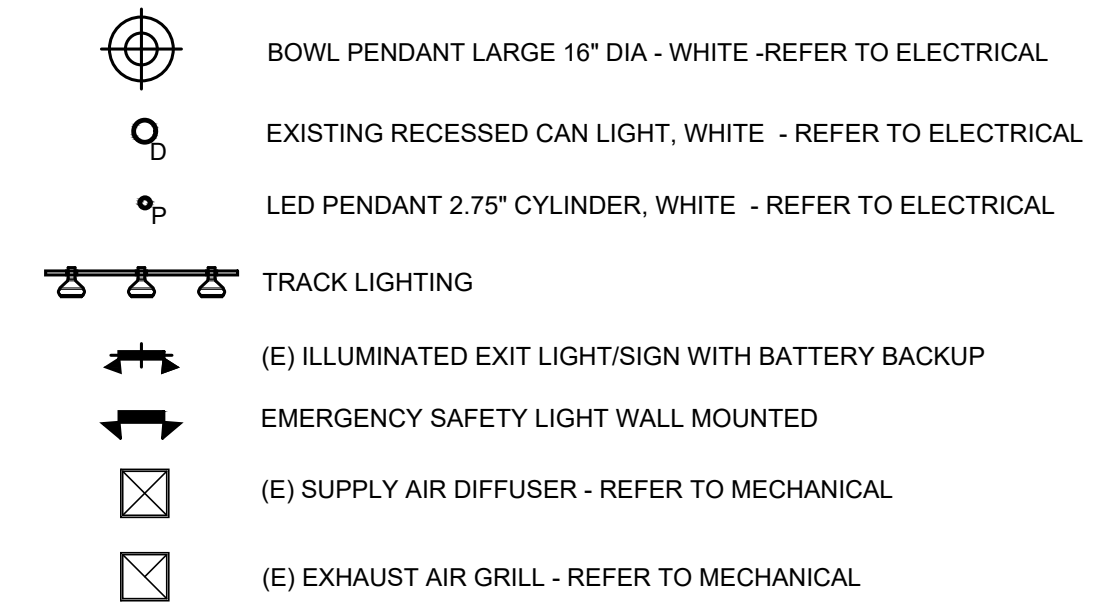 BOWL PENDANT LARGE 16" DIA - WHITE -REFER TO ELECTRICAL
D EXISTING RECESSED CAN LIGHT, WHITE - REFER TO ELECTRICAL
P LED PENDANT 2.75" CYLINDER, WHITE - REFER TO ELECTRICAL
TRACK LIGHTING
(E) ILLUMINATED EXIT LIGHT/SIGN WITH BATTERY BACKUP
EMERGENCY SAFETY LIGHT WALL MOUNTED
(E) SUPPLY AIR DIFFUSER - REFER TO MECHANICAL
(E) EXHAUST AIR GRILL - REFER TO MECHANICAL